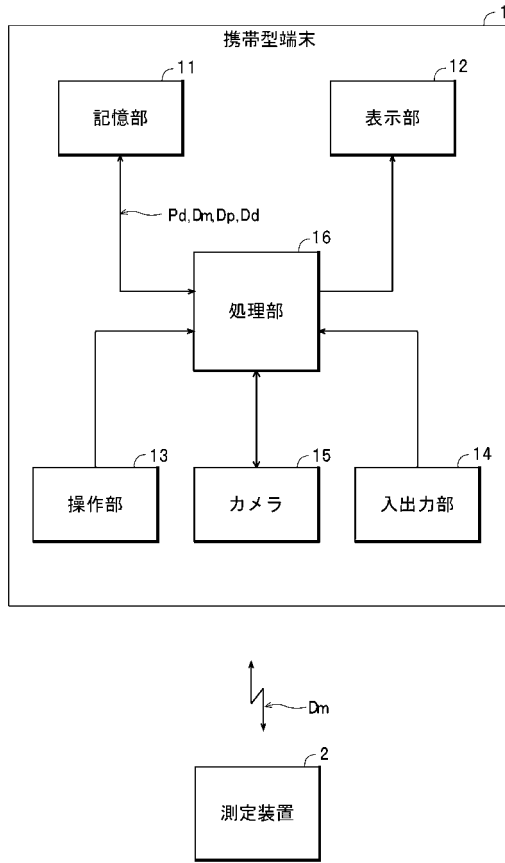 1
携帯型端末
11
12
記憶部
表示部
Pd,Dm,Dp,Dd
16
処理部
13
15
14
操作部
カメラ
入出力部
Dm
2
測定装置